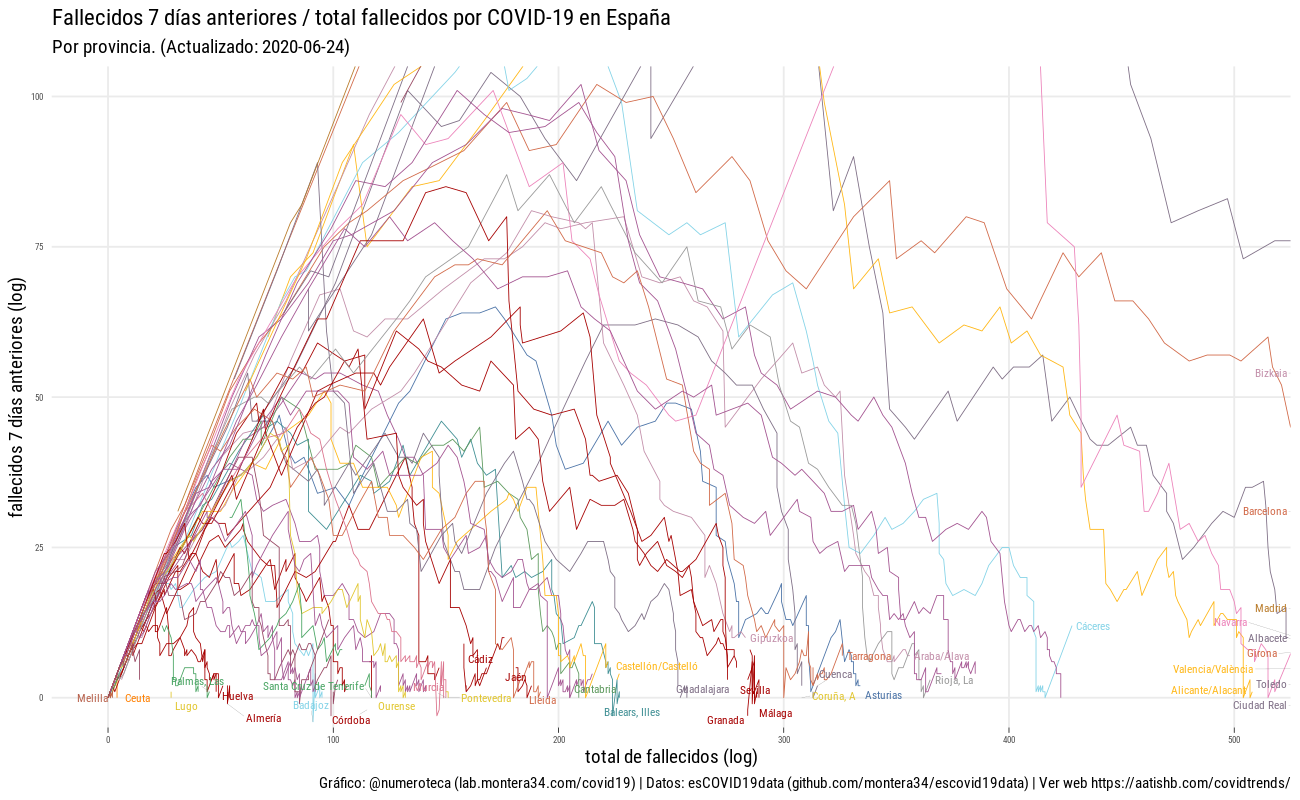 Fallecidos 7 días anteriores / total fallecidos por COVID-19 en España
Por provincia. (Actualizado: 2020-06-24)
fallecidos 7 días anteriores (log)
100
75
50
25
0
Bizkaia
Barcelona
Madrid
Navarra
Cáceres
Albacete
Gipuzkoa
Girona
Tarragona
Araba/Álava
Cádiz
Castellón/Castelló
Valencia/València
Cuenca
Jaén
Rioja, La
Palmas, Las
Santa Cruz de Tenerife
Murcia
Cantabria
Guadalajara
Sevilla
Alicante/Alacant
Toledo
Melilla
Ceuta
Huelva
Pontevedra
Lleida
Coruña, A
Asturias
Lugo
Badajoz
Ourense
Ciudad Real
Balears, Illes
Málaga
Almería
Córdoba
Granada
0
100
200
300
400
500
total de fallecidos (log)
Gráfico: @numeroteca (lab.montera34.com/covid19) | Datos: esCOVID19data (github.com/montera34/escovid19data) | Ver web https://aatishb.com/covidtrends/